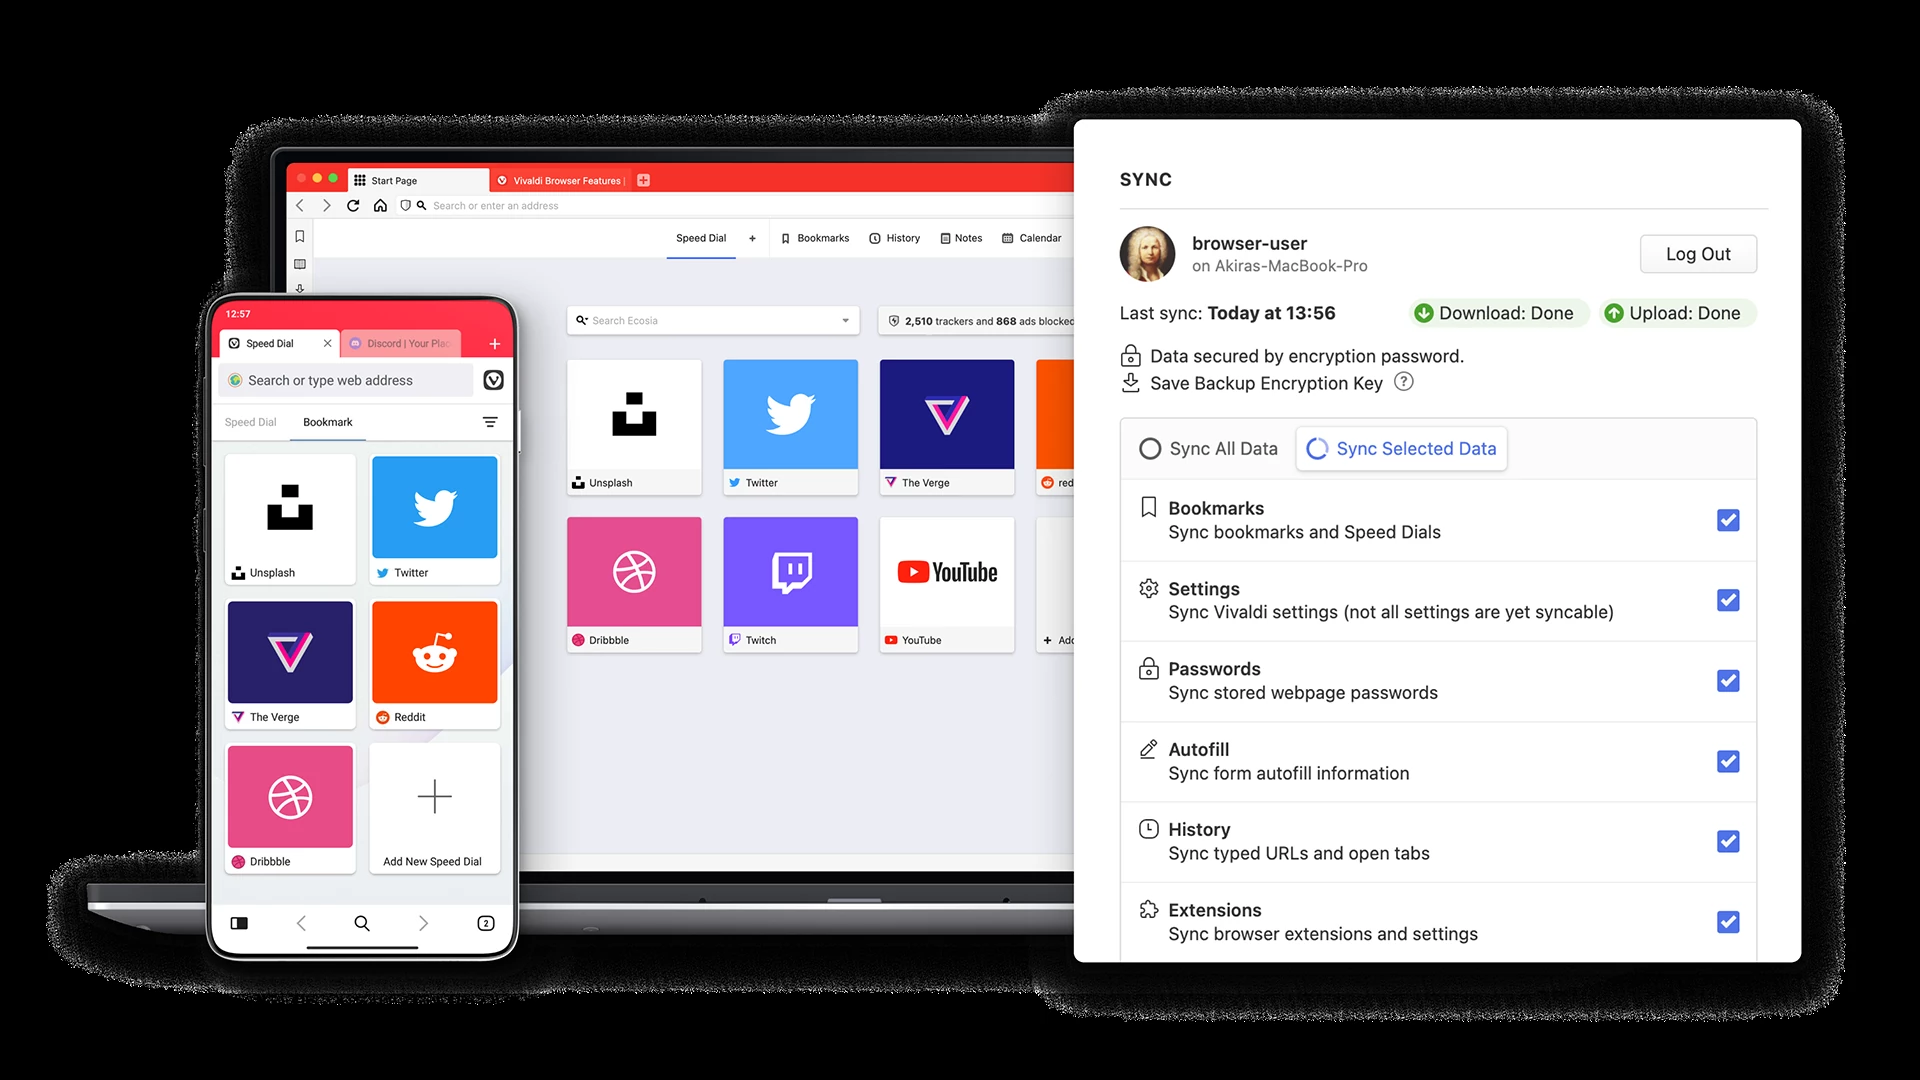 Start Page
Vivaldi Browser Features |
Search or enter an address
Speed Dial
Bookmarks
History
Notes
Calendar
Search Ecosia
2,510 trackers and 868 ads blocked
Unsplash
Twitter
The Verge
red
Dribbble
Twitch
YouTube
YouTube
Add
12:57
Speed Dial
Discord | Your Plac
Search or type web address
Speed Dial
Bookmark
Unsplash
Twitter
The Verge
Reddit
Dribbble
Add New Speed Dial
2
SYNC
browser-user
on Akiras-MacBook-Pro
Log Out
Last sync: Today at 13:56
Download: Done
Upload: Done
Data secured by encryption password.
Save Backup Encryption Key ?
Sync All Data
Sync Selected Data
Bookmarks
Sync bookmarks and Speed Dials
Settings
Sync Vivaldi settings (not all settings are yet syncable)
Passwords
Sync stored webpage passwords
Autofill
Sync form autofill information
History
Sync typed URLs and open tabs
Extensions
Sync browser extensions and settings